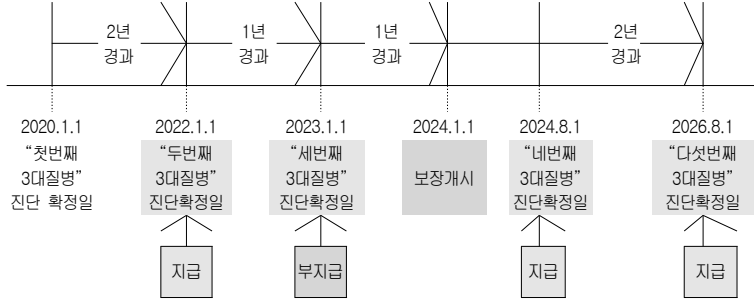 2년
경과
1년
경과
1년
경과
2년
경과
2020.1.1
“첫번째
3대질병”
진단 확정일
2022.1.1
“두번째
3대질병”
진단확정일
2023.1.1
“세번째
3대질병”
진단확정일
2024.1.1
보장개시
2024.8.1
“네번째
3대질병”
진단확정일
2026.8.1
“다섯번째
3대질병”
진단확정일
지급
부지급
지급
지급